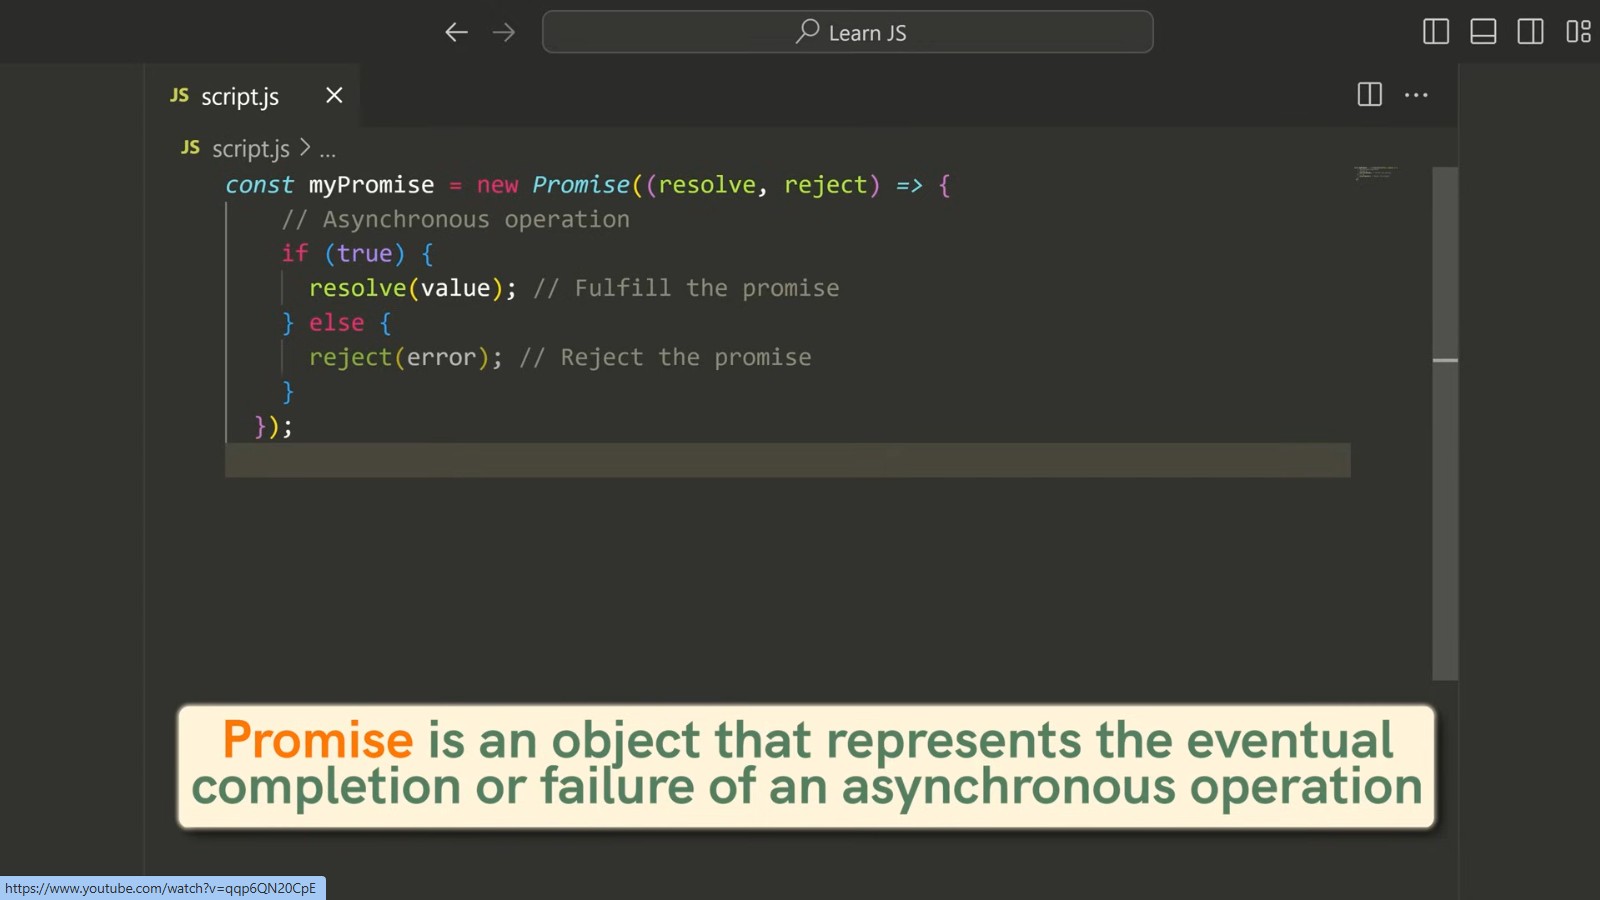 Learn JS
JS script.js
JS script.js > ...
const myPromise = new Promise((resolve, reject) => {
// Asynchronous operation
if (true) {
resolve(value); // Fulfill the promise
} else {
reject(error); // Reject the promise
}
});
Promise is an object that represents the eventual
completion or failure of an asynchronous operation
https://www.youtube.com/watch?v=qqp6QN20CpE